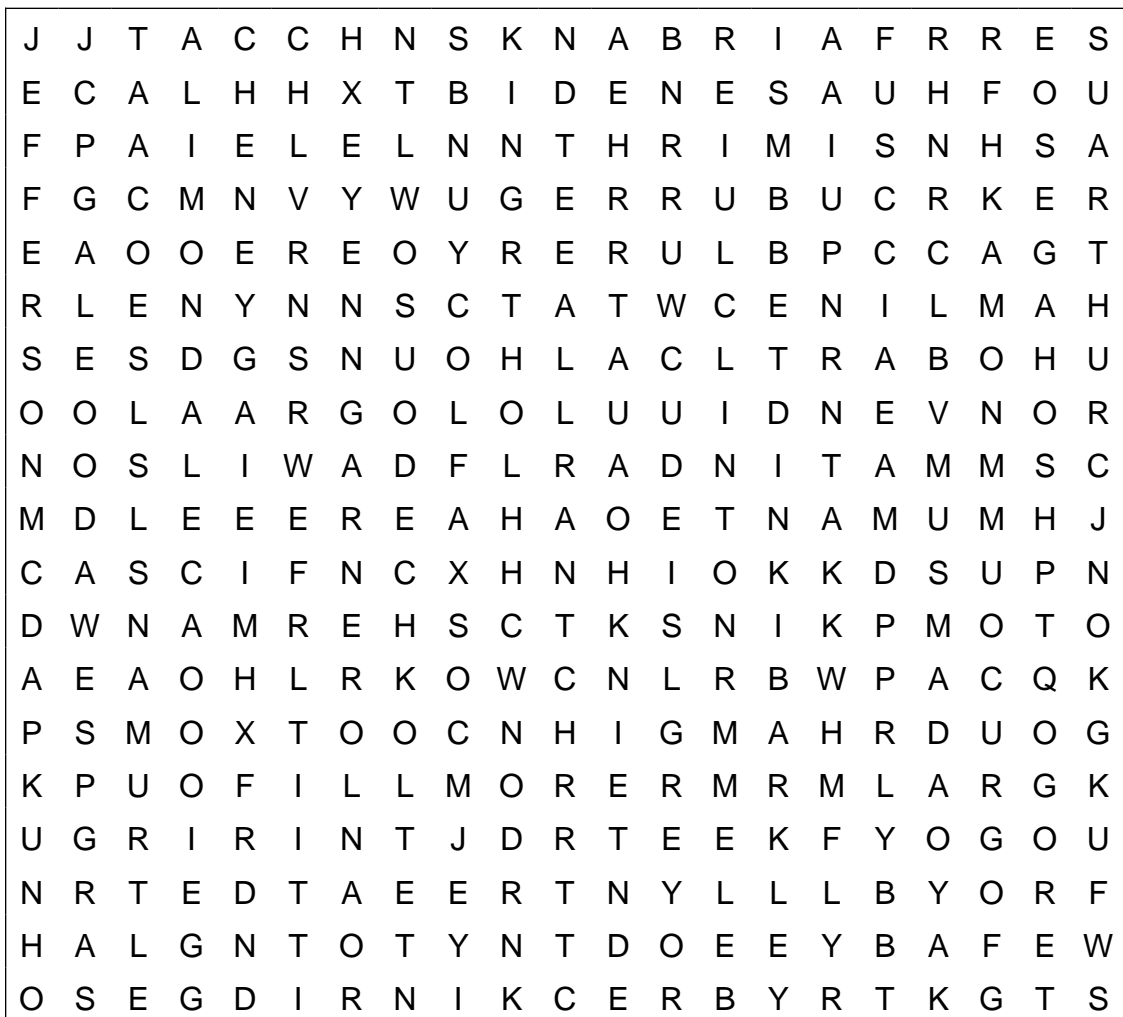 J J T A C C H N S K N A B R I A F R R E S
E C A L H H X T B I D E N E S A U H F O U
F P A I E L E L N N T H R I M I S N H S A
F G C M N V Y W U G E R R U B U C R K E R
E A O O E R E O Y R E R U L B P C C A G T
R L E N Y N N S C T A T W C E N I L M A H
S E S D G S N U O H L A C L T R A B O H U
O O L A A R G O L O L U U I D N E V N O R
N O S L I W A D F L R A D N I T A M M S C
M D L E E E R E A H A O E T N A M U M H J
C A S C I F N C X H N H I O K K D S U P N
D W N A M R E H S C T K S N I K P M O T O
A E A O H L R K O W C N L R B W P A C Q K
P S M O X T O O C N H I G M A H R D U O G
K P U O F I L L M O R E R M R M L A R G K
U G R I R I N T J D R T E E K F Y O G O U
N R T E D T A E E R T N Y L L L B Y O R F
H A L G N T O T Y N T D O E E Y B A F E W
O S E G D I R N I K C E R B Y R T K G T S